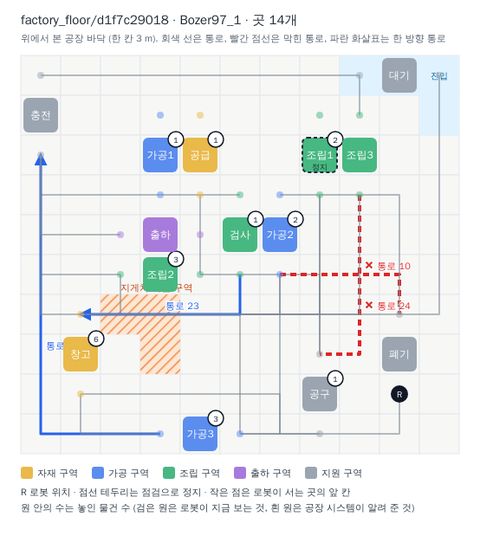 factory_floor/d1f7c29018 · Bozer97_1 · 곳 14개
위에서 본 공장 바닥 (한 칸 3 m). 회색 선은 통로, 빨간 점선은 막힌 통로, 파란 화살표는 한 방향 통로
대기
충전
가공1 1
공급 1
조립1 2
정지
조립3
출하
검사 1
가공2 2
조립2 3
✕ 통로 10
통로 23
✕ 통로 24
창고 6
폐기
공구 1
R
가공3 3
자재 구역 가공 구역 조립 구역 출하 구역 지원 구역
R 로봇 위치 · 점선 테두리는 점검으로 정지 · 작은 점은 로봇이 서는 곳의 앞 칸
원 안의 수는 놓인 물건 수 (검은 원은 로봇이 지금 보는 것, 흰 원은 공장 시스템이 알려 준 것)